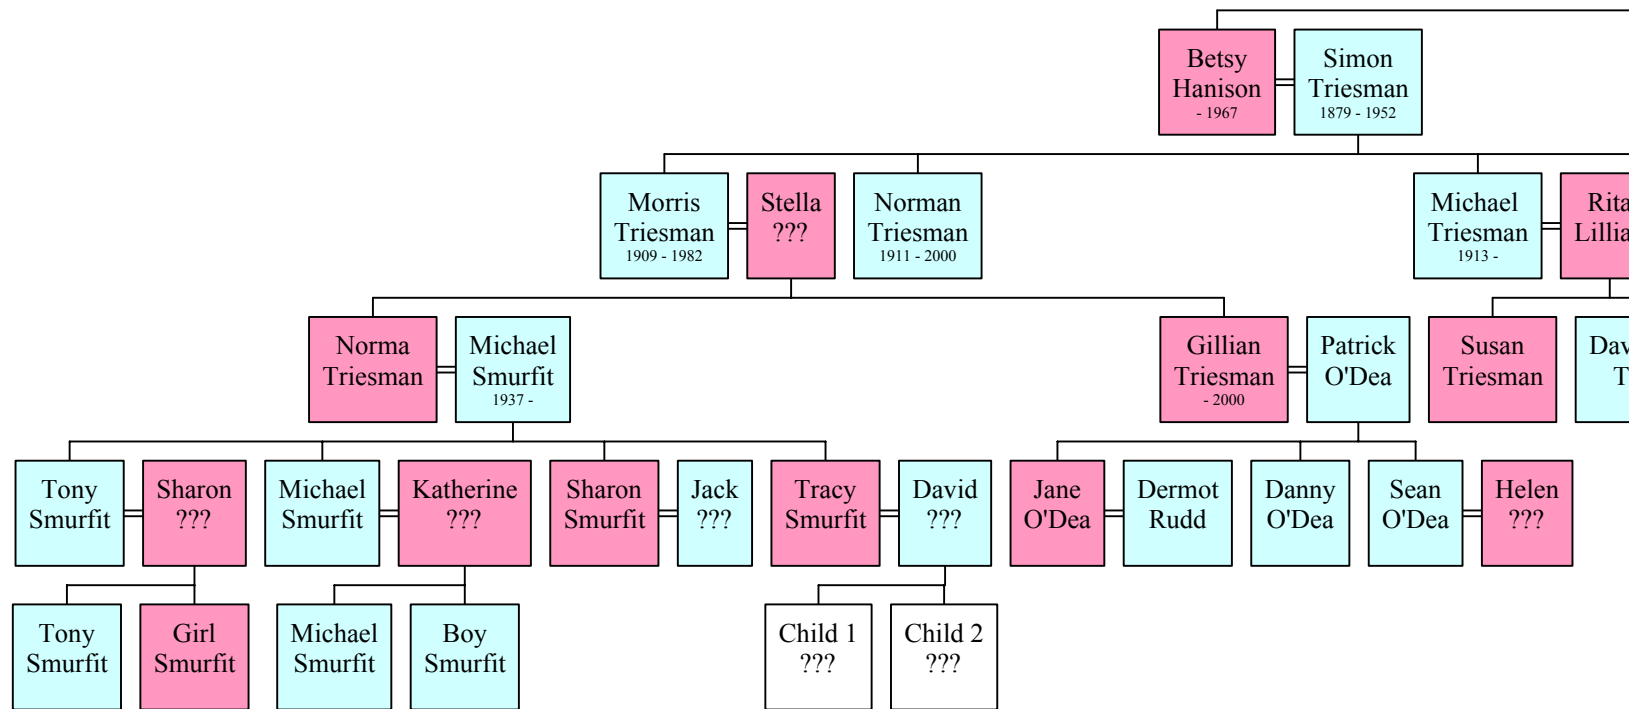 Betsy
Hanison
- 1967
Simon
Triesman
1879 - 1952
Morris
Triesman
1909 - 1982
Stella
???
Norman
Triesman
1911 - 2000
Michael
Triesman
1913 -
Rita
Lillia
Norma
Triesman
Michael
Smurfit
1937 -
Gillian
Triesman
- 2000
Patrick
O'Dea
Susan
Triesman
Dav
T
Tony
Smurfit
Sharon
???
Michael
Smurfit
Katherine
???
Sharon
Smurfit
Jack
???
Tracy
Smurfit
David
???
Jane
O'Dea
Dermot
Rudd
Danny
O'Dea
Sean
O'Dea
Helen
???
Tony
Smurfit
Girl
Smurfit
Michael
Smurfit
Boy
Smurfit
Child 1
???
Child 2
???